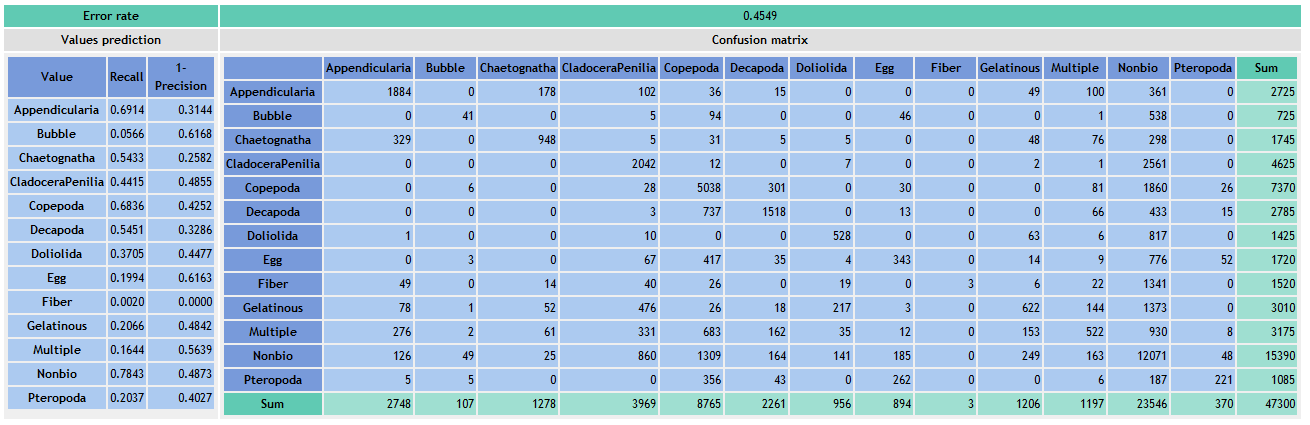 Error rate 0.4549
Values prediction Confusion matrix
Value Recall 1-Precision
Appendicularia 0.6914 0.3144
Bubble 0.0566 0.6168
Chaetognatha 0.5433 0.2582
CladoceraPenilia 0.4415 0.4855
Copepoda 0.6836 0.4252
Decapoda 0.5451 0.3286
Doliolida 0.3705 0.4477
Egg 0.1994 0.6163
Fiber 0.0020 0.0000
Gelatinous 0.2066 0.4842
Multiple 0.1644 0.5639
Nonbio 0.7843 0.4873
Pteropoda 0.2037 0.4027
Appendicularia Bubble Chaetognatha CladoceraPenilia Copepoda Decapoda Doliolida Egg Fiber Gelatinous Multiple Nonbio Pteropoda Sum
Appendicularia 1884 0 178 102 36 15 0 0 0 49 100 361 0 2725
Bubble 0 41 0 5 94 0 0 46 0 0 1 538 0 725
Chaetognatha 329 0 948 5 31 5 5 0 0 48 76 298 0 1745
CladoceraPenilia 0 0 0 2042 12 0 7 0 0 2 1 2561 0 4625
Copepoda 0 6 0 28 5038 301 0 30 0 0 81 1860 26 7370
Decapoda 0 0 0 3 737 1518 0 13 0 0 66 433 15 2785
Doliolida 1 0 0 10 0 0 528 0 0 63 6 817 0 1425
Egg 0 3 0 67 417 35 4 343 0 14 9 776 52 1720
Fiber 49 0 14 40 26 0 19 0 3 6 22 1341 0 1520
Gelatinous 78 1 52 476 26 18 217 3 0 622 144 1373 0 3010
Multiple 276 2 61 331 683 162 35 12 0 153 522 930 8 3175
Nonbio 126 49 25 860 1309 164 141 185 0 249 163 12071 48 15390
Pteropoda 5 5 0 0 356 43 0 262 0 0 6 187 221 1085
Sum 2748 107 1278 3969 8765 2261 956 894 3 1206 1197 23546 370 47300